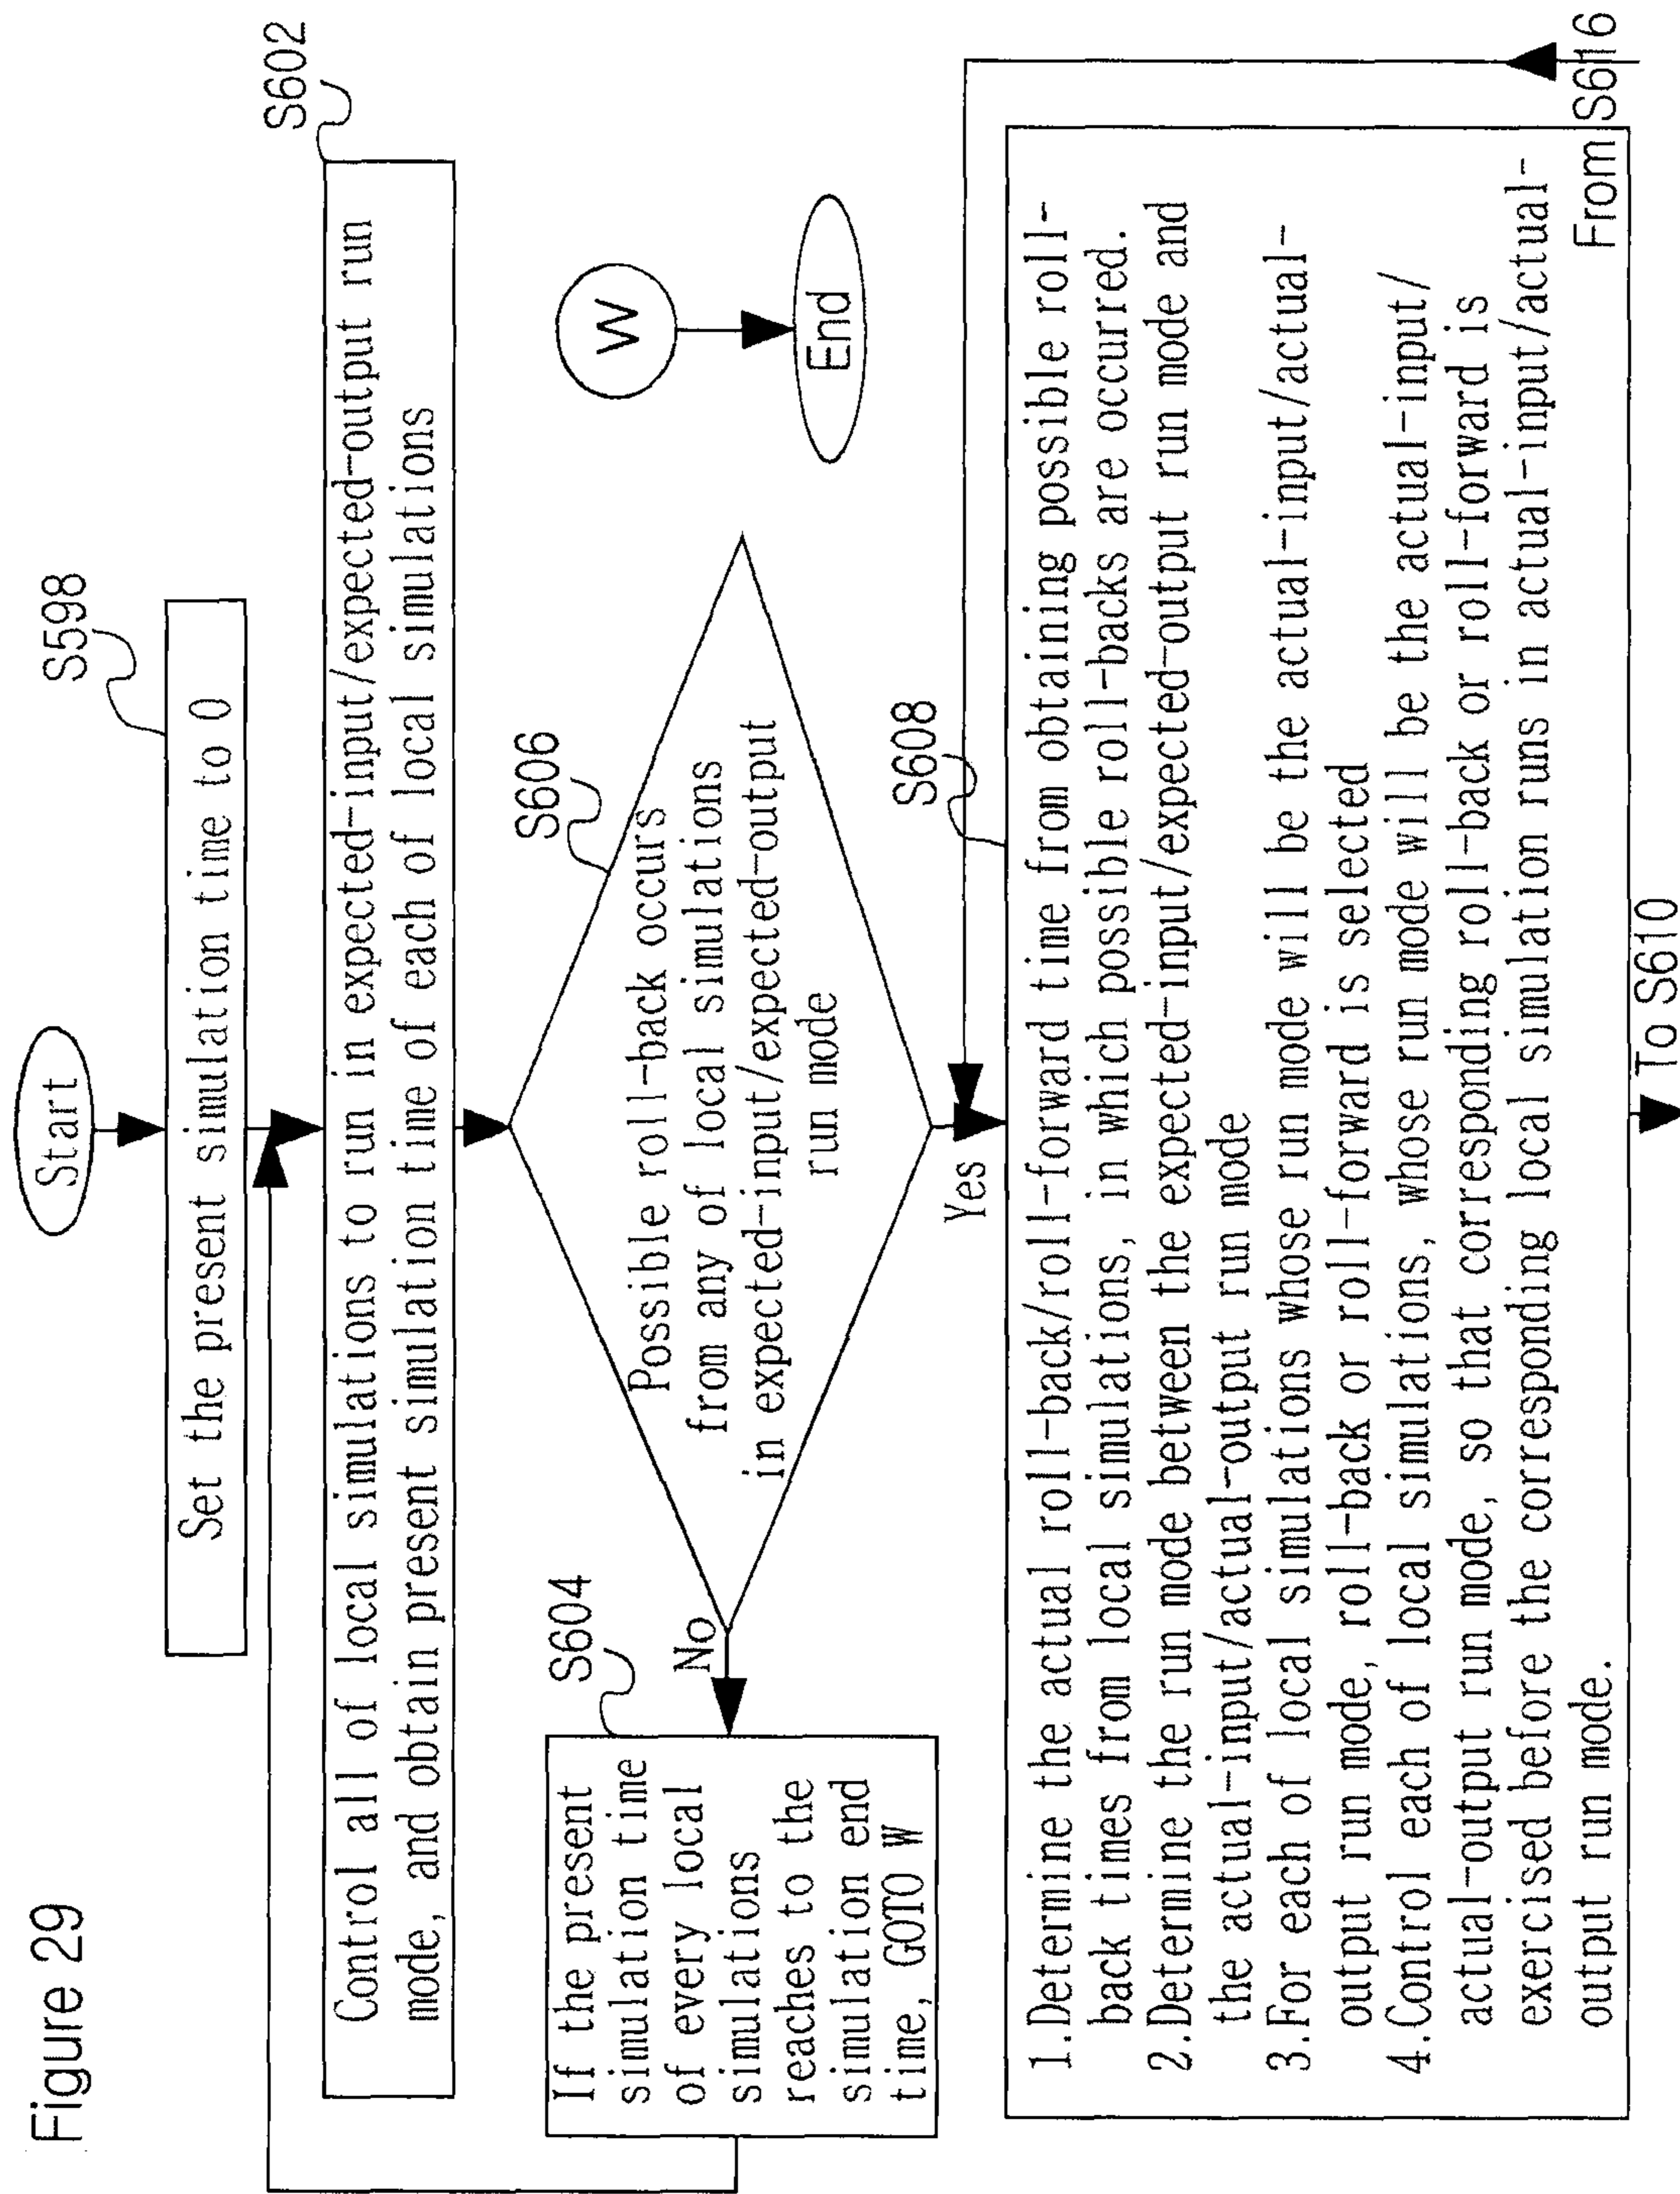 Figure 29
Start
S598
Set the present simulation time to 0
S602
Control all of local simulations to run in expected-input/expected-output run
mode, and obtain present simulation time of each of local simulations
S606
Possible roll-back occurs
from any of local simulations
in expected-input/expected-output
run mode
S604
No
If the present
simulation time
of every local
simulations
reaches to the
simulation end
time, GOTO W
W
End
Yes
S608
1.Determine the actual roll-back/roll-forward time from obtaining possible roll-
back times from local simulations, in which possible roll-backs are occurred.
2.Determine the run mode between the expected-input/expected-output run mode and
the actual-input/actual-output run mode
3.For each of local simulations whose run mode will be the actual-input/actual-
output run mode, roll-back or roll-forward is selected
4.Control each of local simulations, whose run mode will be the actual-input/
actual-output run mode, so that corresponding roll-back or roll-forward is
exercised before the corresponding local simulation runs in actual-input/actual-
output run mode.
From S616
To S610